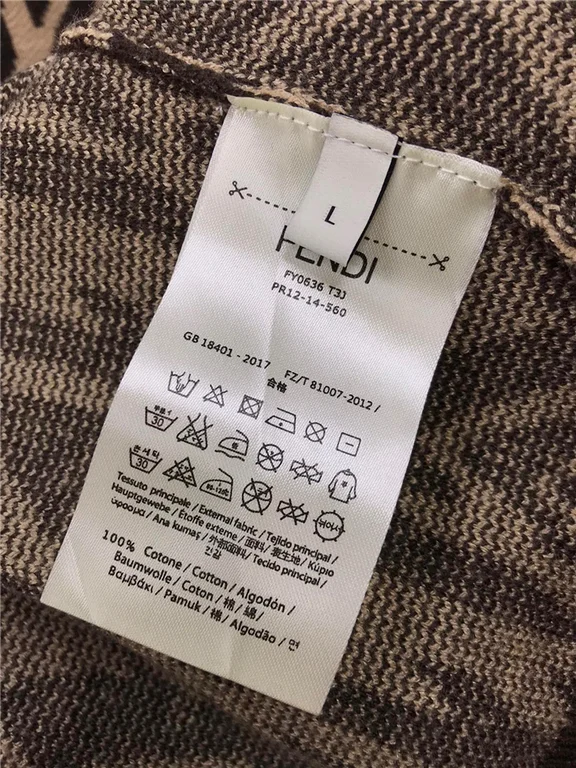 L
FENDI
FY0636 T3J
PR12-14-560
GB 18401 - 2017 FZ/T 81007-2012 /
合格
30
30
Tessuto principale / External fabric / Tejido principal /
Hauptgewebe / Étoffe externe / 面料 / 表生地 / Κύριο
ύφασμα / Ana kumaş / 外部面料 / Tecido principal /
겉감
100% Cotone / Cotton / Algodón /
Baumwolle / Coton / 棉 / 綿 /
Βαμβάκι / Pamuk / 棉 / Algodão / 면